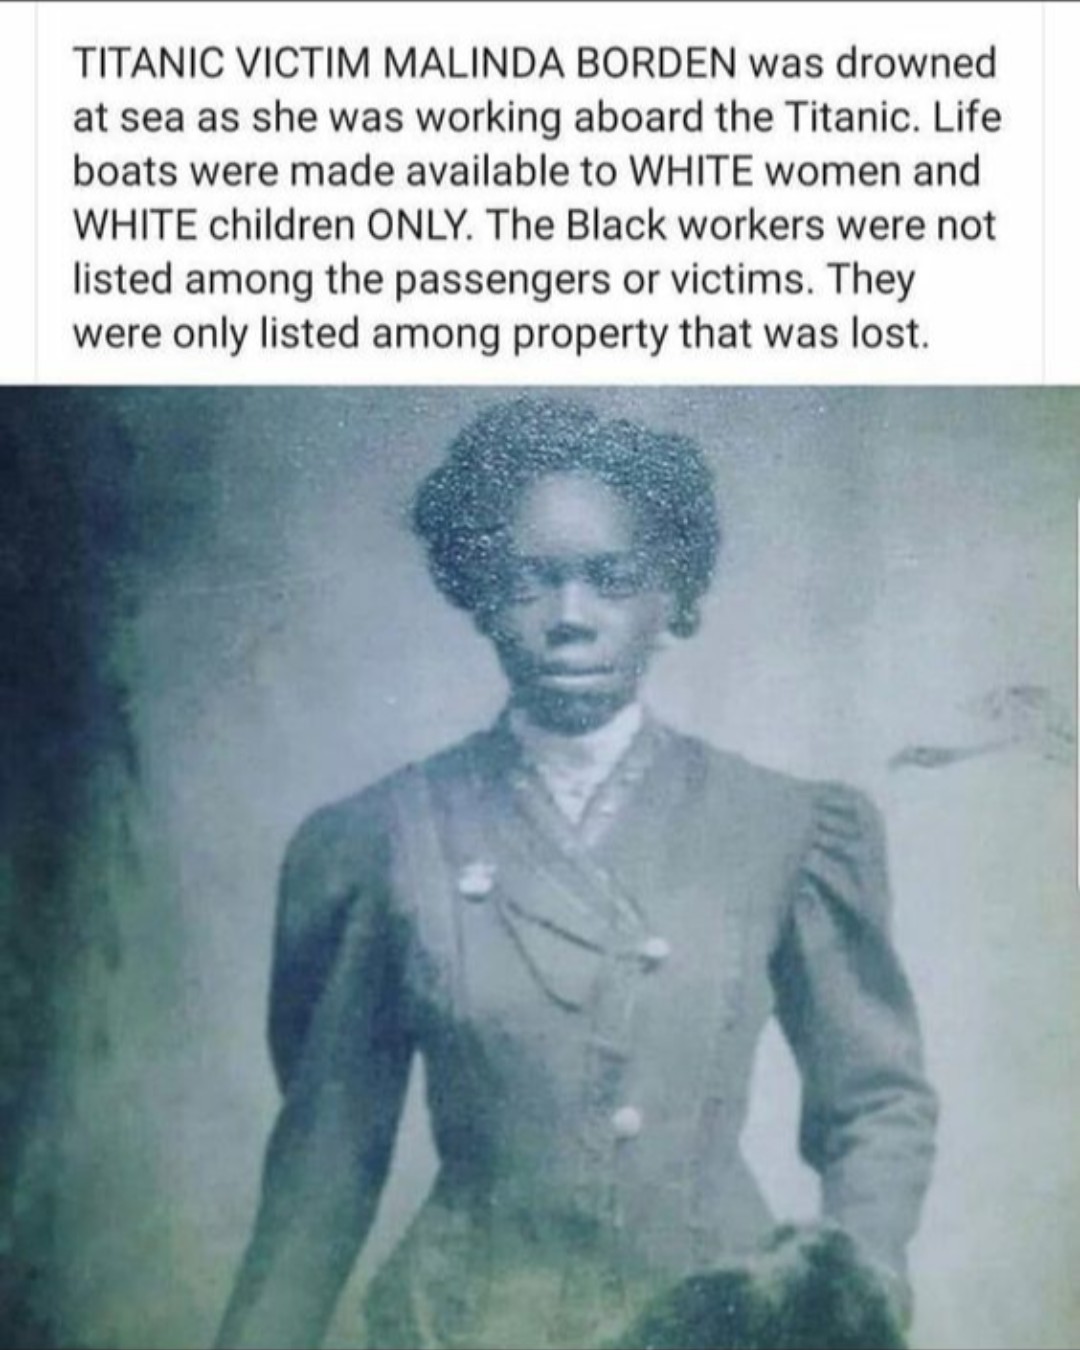 TITANIC VICTIM MALINDA BORDEN was drowned
at sea as she was working aboard the Titanic. Life
boats were made available to WHITE women and
WHITE children ONLY. The Black workers were not
listed among the passengers or victims. They
were only listed among property that was lost.